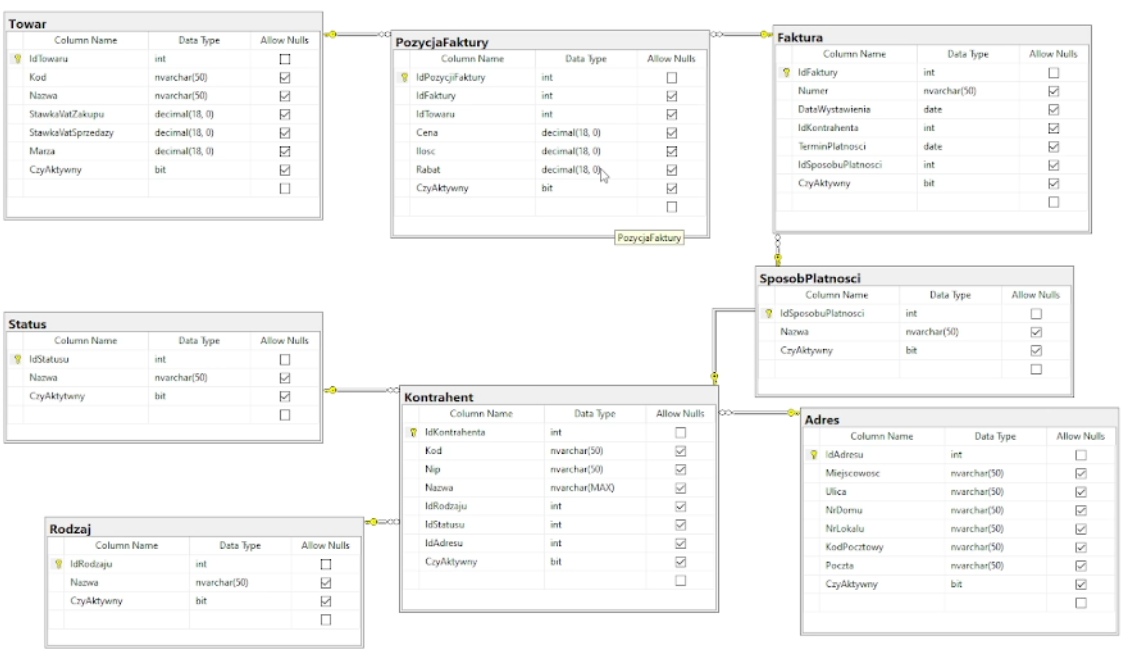 Towar
Column Name Data Type Allow Nulls
IdTowaru int
Kod nvarchar(50)
Nazwa nvarchar(50)
StawkaVatZakupu decimal(18, 0)
StawkaVatSprzedazy decimal(18, 0)
Marza decimal(18, 0)
CzyAktywny bit
PozycjaFaktury
Column Name Data Type Allow Nulls
IdPozycjiFaktury int
IdFaktury int
IdTowaru int
Cena decimal(18, 0)
Ilosc decimal(18, 0)
Rabat decimal(18, 0)
CzyAktywny bit
PozycjaFaktury
Faktura
Column Name Data Type Allow Nulls
IdFaktury int
Numer nvarchar(50)
DataWystawienia date
IdKontrahenta int
TerminPlatnosci date
IdSposobuPlatnosci int
CzyAktywny bit
SposobPlatnosci
Column Name Data Type Allow Nulls
IdSposobuPlatnosci int
Nazwa nvarchar(50)
CzyAktywny bit
Status
Column Name Data Type Allow Nulls
IdStatusu int
Nazwa nvarchar(50)
CzyAktytwny bit
Kontrahent
Column Name Data Type Allow Nulls
IdKontrahenta int
Kod nvarchar(50)
Nip nvarchar(50)
Nazwa nvarchar(MAX)
IdRodzaju int
IdStatusu int
IdAdresu int
CzyAktywny bit
Adres
Column Name Data Type Allow Nulls
IdAdresu int
Miejscowosc nvarchar(50)
Ulica nvarchar(50)
NrDomu nvarchar(50)
NrLokalu nvarchar(50)
KodPocztowy nvarchar(50)
Poczta nvarchar(50)
CzyAktywny bit
Rodzaj
Column Name Data Type Allow Nulls
IdRodzaju int
Nazwa nvarchar(50)
CzyAktywny bit